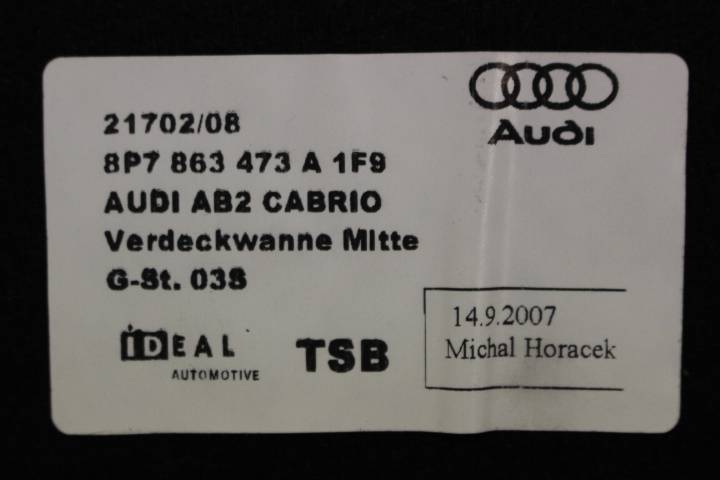 Audi
21702/08
8P7 863 473 A 1F9
AUDI AB2 CABRIO
Verdeckwanne Mitte
G-St. 03S
IDEAL
AUTOMOTIVE
TSB
14.9.2007
Michal Horacek